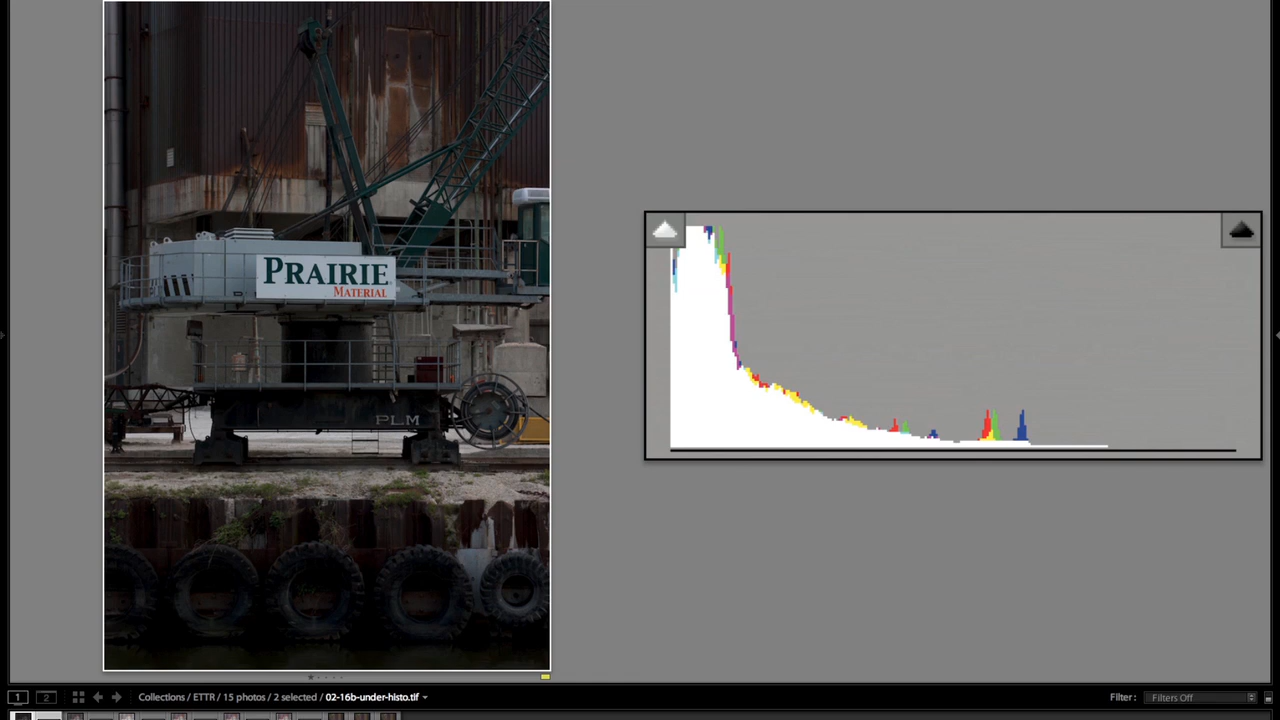 PRAIRIE
MATERIAL
PLM
1 2 Collections / ETTR / 15 photos / 2 selected / 02-16b-under-histo.tif Filter : Filters Off